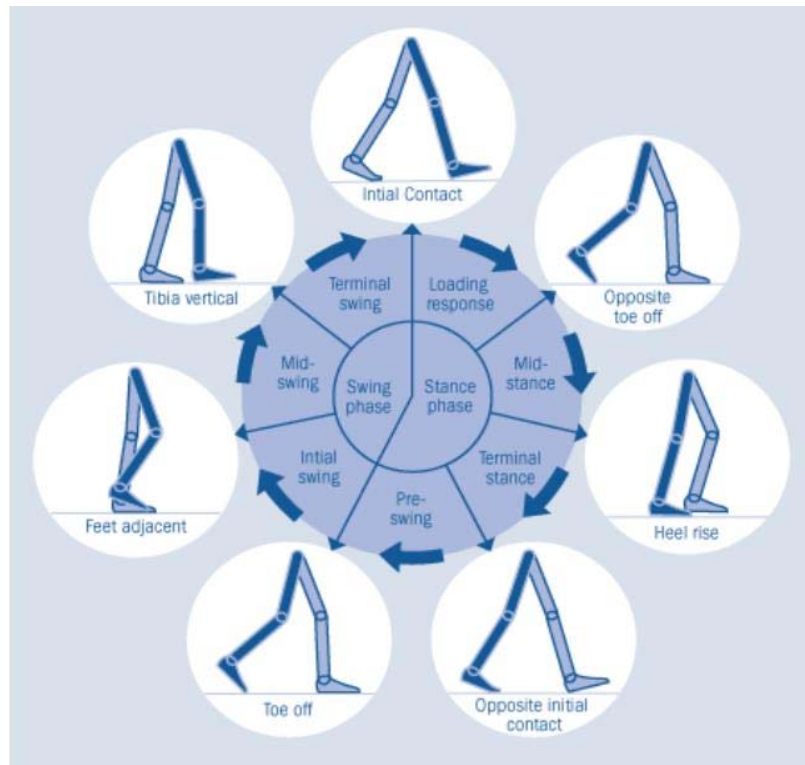 Intial Contact
Opposite
toe off
Heel rise
Opposite initial
contact
Toe off
Feet adjacent
Tibia vertical
Loading
response
Mid-
stance
Terminal
stance
Pre-
swing
Intial
swing
Mid-
swing
Terminal
swing
Swing
phase
Stance
phase